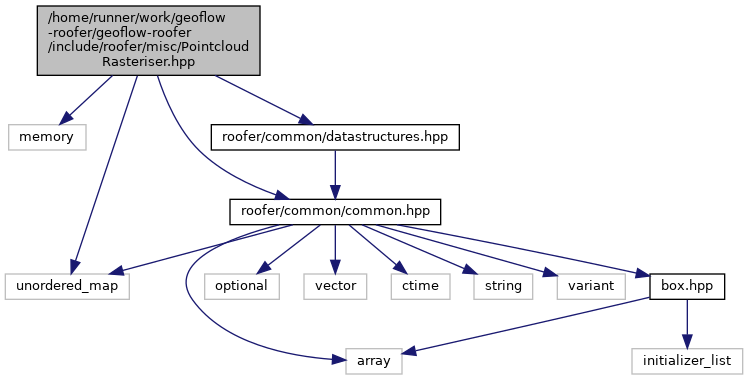 /home/runner/work/geoflow
-roofer/geoflow-roofer
/include/roofer/misc/Pointcloud
Rasteriser.hpp
memory
roofer/common/datastructures.hpp
roofer/common/common.hpp
unordered_map
optional
vector
ctime
string
variant
box.hpp
array
initializer_list